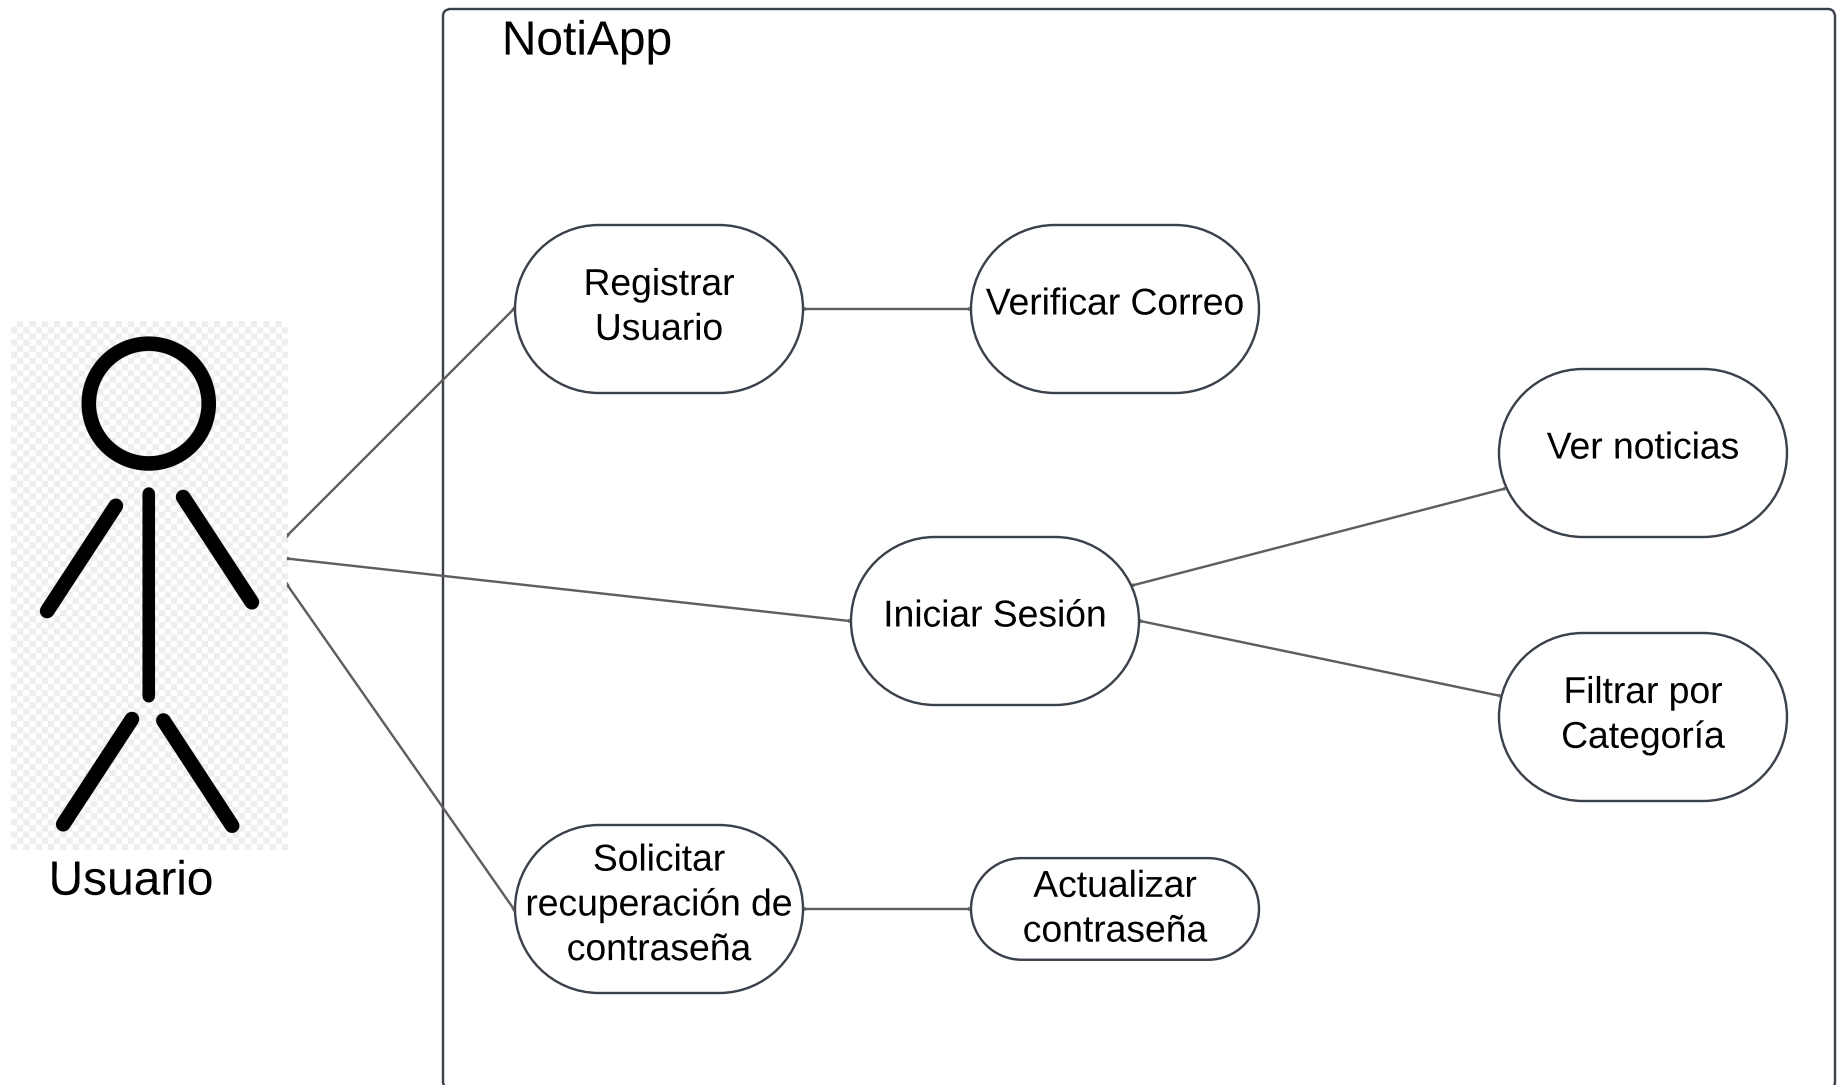 NotiApp
Registrar
Usuario
Verificar Correo
Ver noticias
Iniciar Sesión
Filtrar por
Categoría
Solicitar
recuperación de
contraseña
Actualizar
contraseña
Usuario